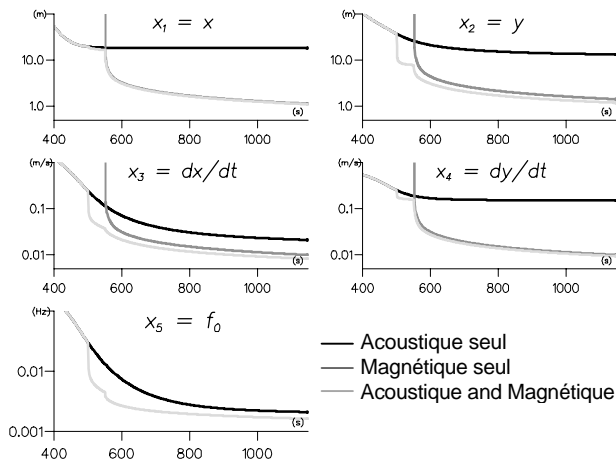 (m) x₁ = x
10.0
1.0
(s)
400 600 800 1000
(m) x₂ = y
10.0
1.0
(s)
400 600 800 1000
(m/s) x₃ = dx/dt
0.1
0.01
(s)
400 600 800 1000
(m/s) x₄ = dy/dt
0.1
0.01
(s)
400 600 800 1000
(Hz) x₅ = f₀
0.01
0.001
(s)
400 600 800 1000
Acoustique seul
Magnétique seul
Acoustique and Magnétique